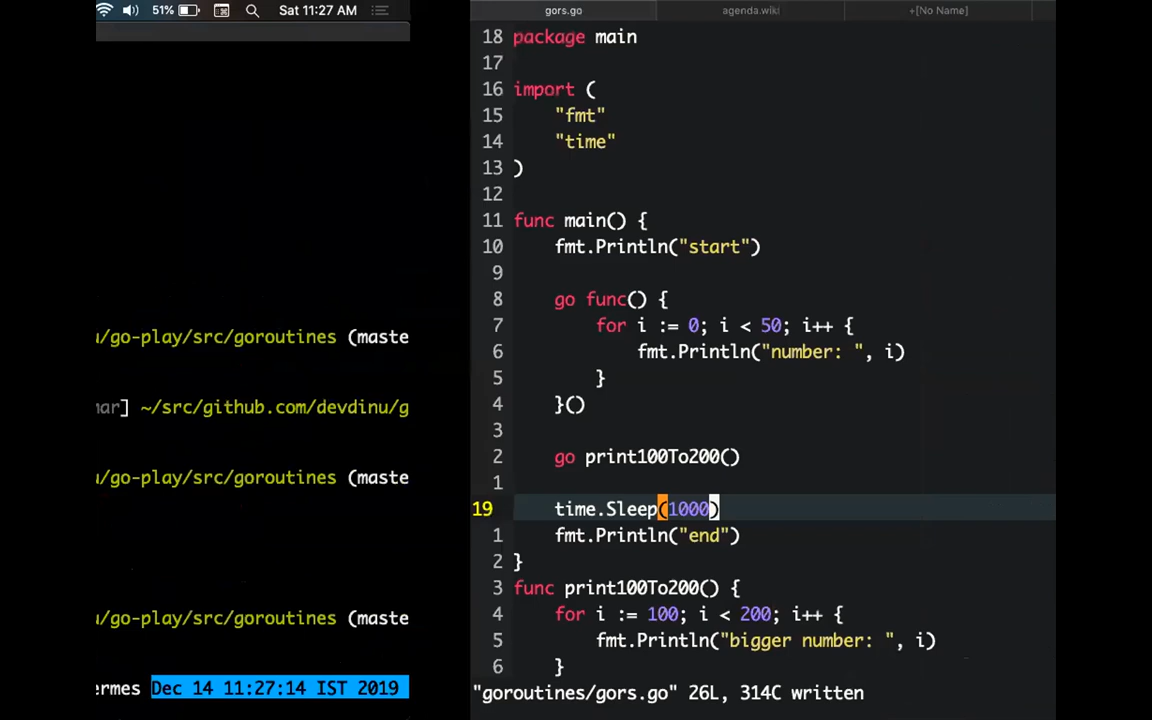 51% Sat 11:27 AM
u/go-play/src/goroutines (maste
nar] ~/src/github.com/devdinu/g
u/go-play/src/goroutines (maste
u/go-play/src/goroutines (maste
ermes Dec 14 11:27:14 IST 2019
gors.go agenda.wiki +[No Name]
18 package main
17
16 import (
15 "fmt"
14 "time"
13 )
12
11 func main() {
10 fmt.Println("start")
9
8 go func() {
7 for i := 0; i < 50; i++ {
6 fmt.Println("number: ", i)
5 }
4 }()
3
2 go print100To200()
1
19 time.Sleep(1000)
1 fmt.Println("end")
2 }
3 func print100To200() {
4 for i := 100; i < 200; i++ {
5 fmt.Println("bigger number: ", i)
6 }
"goroutines/gors.go" 26L, 314C written